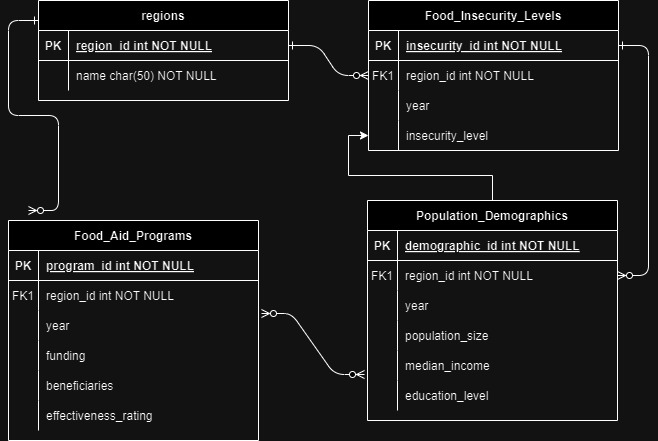 regions
PK region_id int NOT NULL
name char(50) NOT NULL
Food_Insecurity_Levels
PK insecurity_id int NOT NULL
FK1 region_id int NOT NULL
year
insecurity_level
Food_Aid_Programs
PK program_id int NOT NULL
FK1 region_id int NOT NULL
year
funding
beneficiaries
effectiveness_rating
Population_Demographics
PK demographic_id int NOT NULL
FK1 region_id int NOT NULL
year
population_size
median_income
education_level